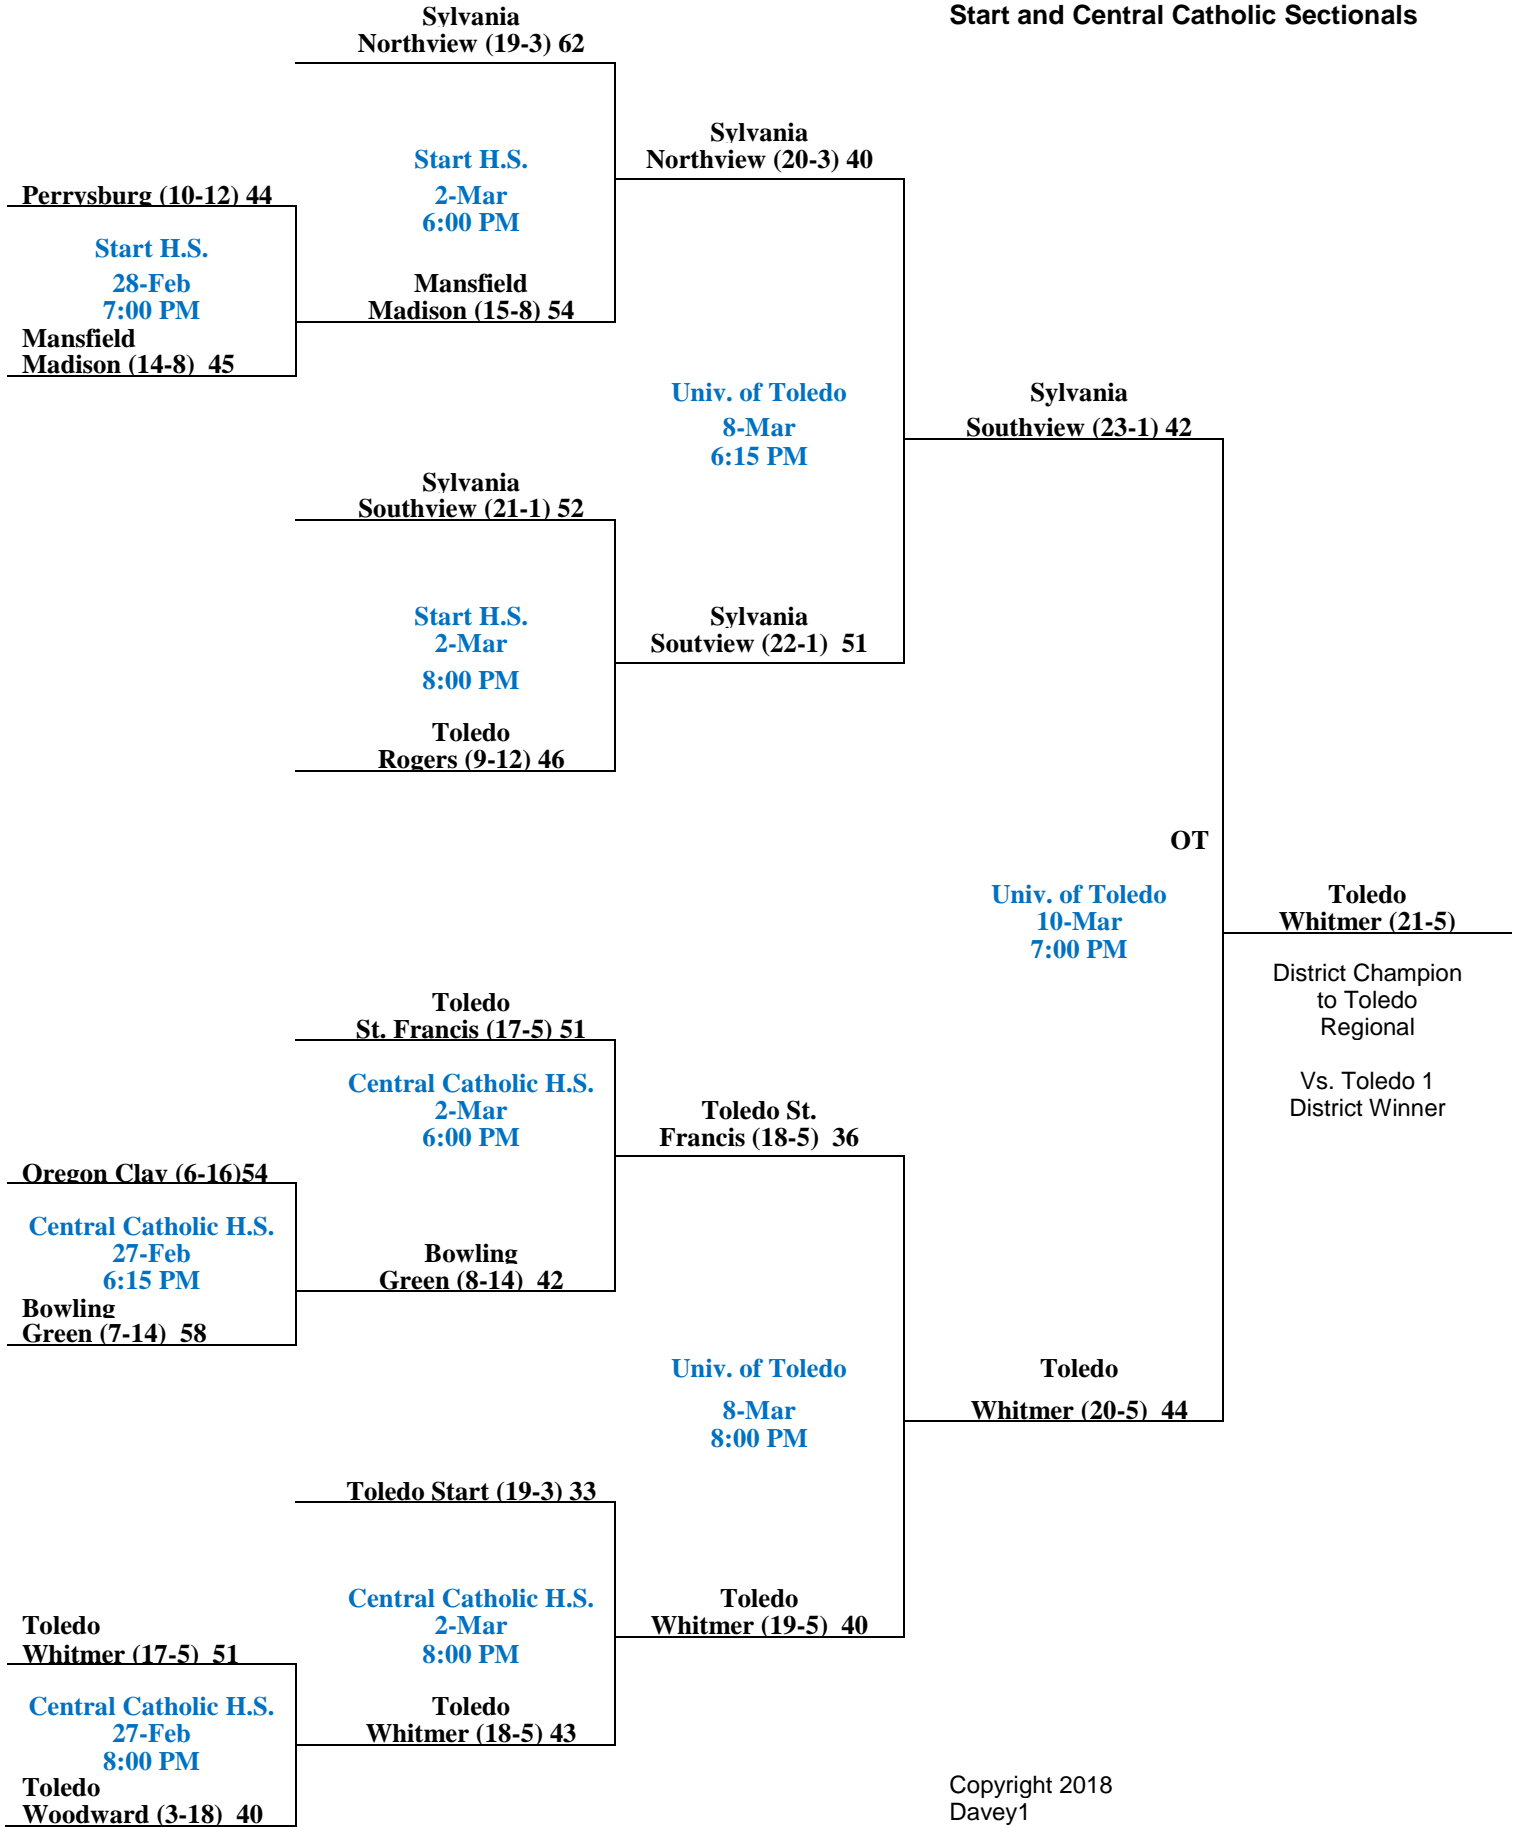 Start and Central Catholic Sectionals
Sylvania
Northview (19-3) 62
Sylvania
Northview (20-3) 40
Start H.S.
2-Mar
6:00 PM
Perrysburg (10-12) 44
Start H.S.
28-Feb
7:00 PM
Mansfield
Madison (15-8) 54
Mansfield
Madison (14-8) 45
Univ. of Toledo
8-Mar
6:15 PM
Sylvania
Southview (23-1) 42
Sylvania
Southview (21-1) 52
Start H.S.
2-Mar
8:00 PM
Sylvania
Soutview (22-1) 51
Toledo
Rogers (9-12) 46
OT
Univ. of Toledo
10-Mar
7:00 PM
Toledo
Whitmer (21-5)
District Champion
to Toledo
Regional
Vs. Toledo 1
District Winner
Toledo
St. Francis (17-5) 51
Central Catholic H.S.
2-Mar
6:00 PM
Toledo St.
Francis (18-5) 36
Oregon Clay (6-16)54
Central Catholic H.S.
27-Feb
6:15 PM
Bowling
Green (8-14) 42
Bowling
Green (7-14) 58
Univ. of Toledo
8-Mar
8:00 PM
Toledo
Whitmer (20-5) 44
Toledo Start (19-3) 33
Central Catholic H.S.
2-Mar
8:00 PM
Toledo
Whitmer (19-5) 40
Toledo
Whitmer (17-5) 51
Central Catholic H.S.
27-Feb
8:00 PM
Toledo
Whitmer (18-5) 43
Toledo
Woodward (3-18) 40
Copyright 2018
Davey1